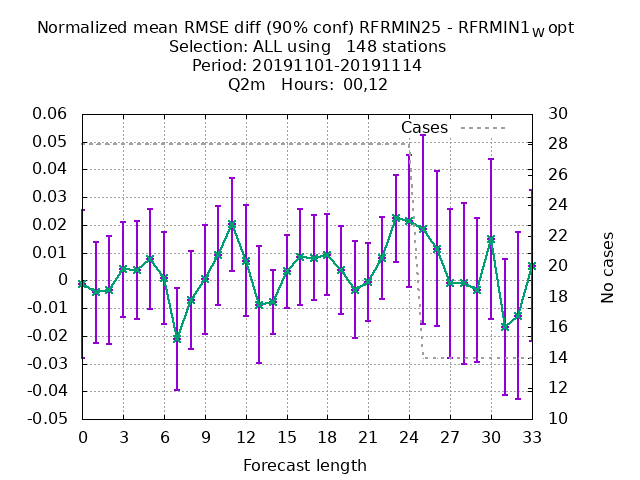 Normalized mean RMSE diff (90% conf) RFRMIN25 - RFRMIN1w opt
Selection: ALL using   148 stations
Period: 20191101-20191114
Q2m   Hours:  00,12
Cases
0.06
0.05
0.04
0.03
0.02
0.01
0
-0.01
-0.02
-0.03
-0.04
-0.05
30
28
26
24
22
20
18
16
14
12
10
No cases
0 3 6 9 12 15 18 21 24 27 30 33
Forecast length